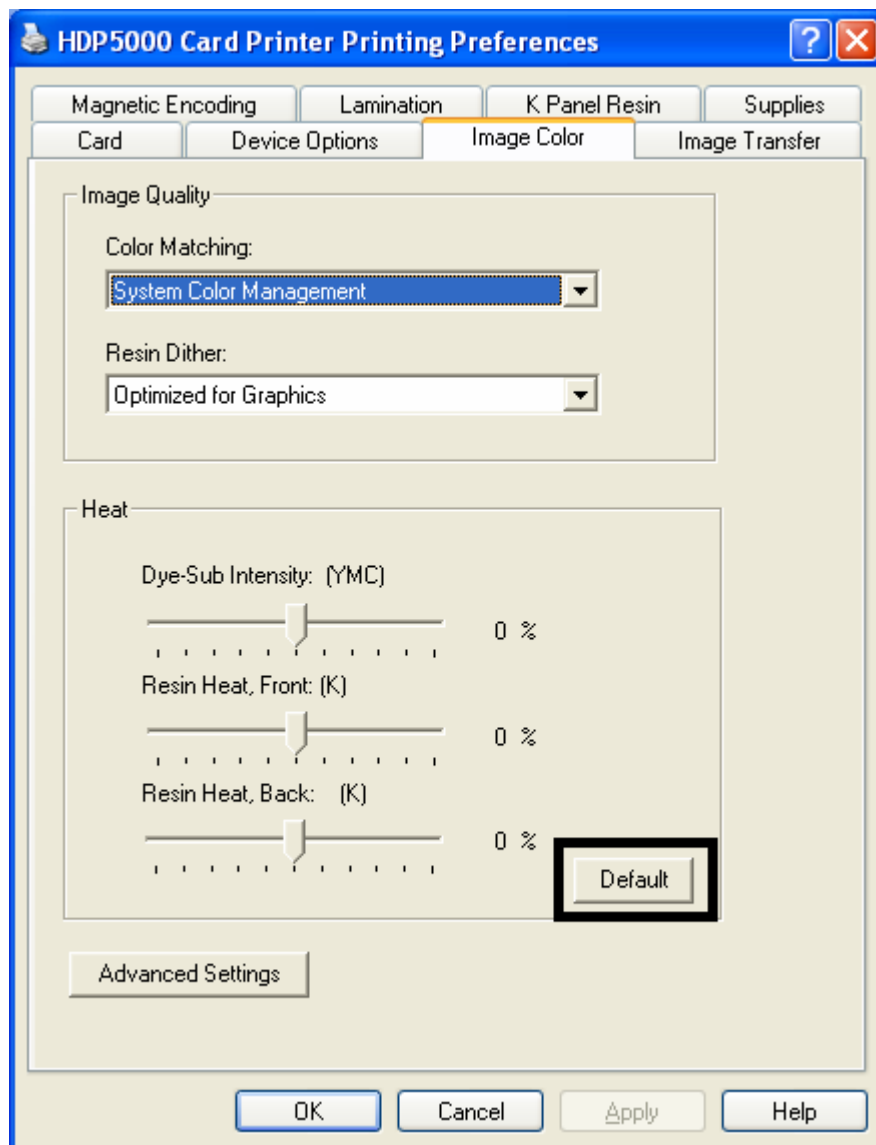 HDP5000 Card Printer Printing Preferences
Magnetic Encoding Lamination K Panel Resin Supplies
Card Device Options Image Color Image Transfer
Image Quality
Color Matching:
System Color Management
Resin Dither:
Optimized for Graphics
Heat
Dye-Sub Intensity: (YMC)
0 %
Resin Heat, Front: (K)
0 %
Resin Heat, Back: (K)
0 %
Default
Advanced Settings
OK Cancel Apply Help